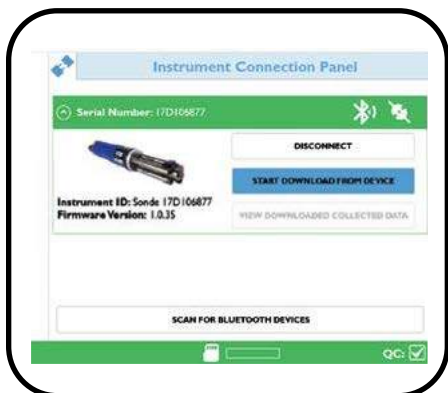 Instrument Connection Panel
Serial Number: 17D106877
DISCONNECT
START DOWNLOAD FROM DEVICE
Instrument ID: Sonde 17D106877
Firmware Version: 1.0.35
VIEW DOWNLOADED COLLECTED DATA
SCAN FOR BLUETOOTH DEVICES
QC: